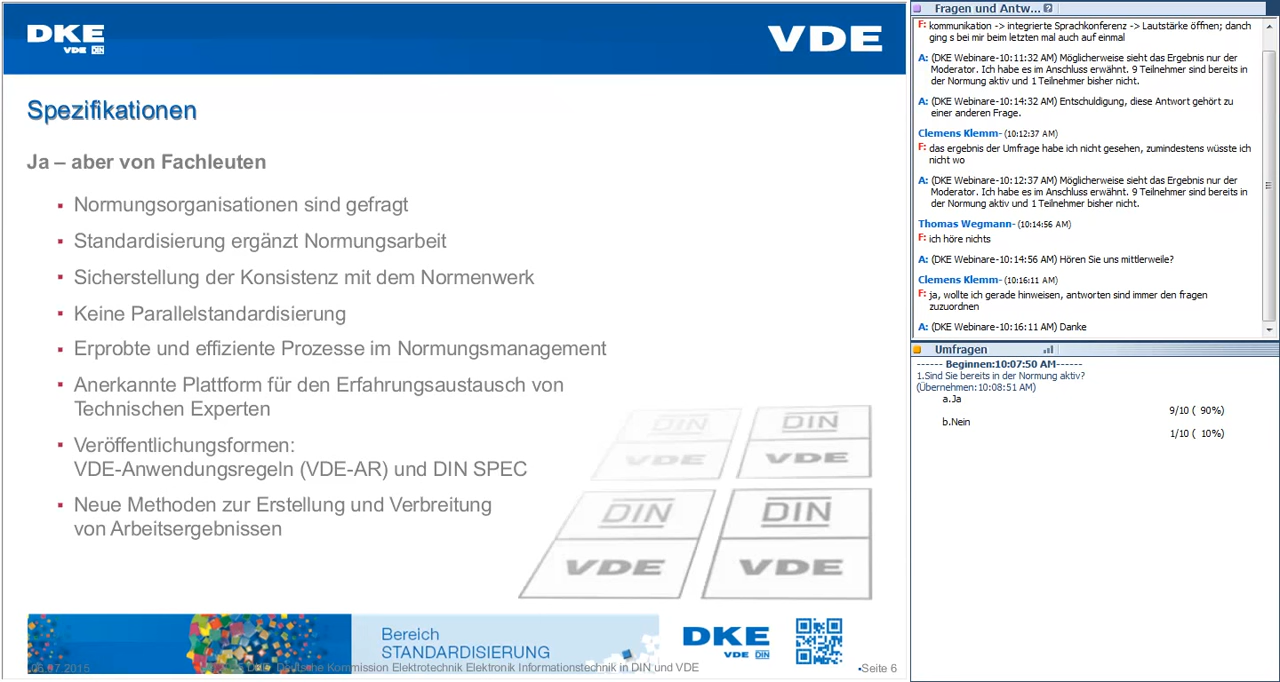 DKE
VDE DIN
VDE
Spezifikationen
Ja – aber von Fachleuten
▪ Normungsorganisationen sind gefragt
▪ Standardisierung ergänzt Normungsarbeit
▪ Sicherstellung der Konsistenz mit dem Normenwerk
▪ Keine Parallelstandardisierung
▪ Erprobte und effiziente Prozesse im Normungsmanagement
▪ Anerkannte Plattform für den Erfahrungsaustausch von
Technischen Experten
▪ Veröffentlichungsformen:
VDE-Anwendungsregeln (VDE-AR) und DIN SPEC
▪ Neue Methoden zur Erstellung und Verbreitung
von Arbeitsergebnissen
DIN DIN
VDE VDE
DIN DIN
VDE VDE
Bereich
STANDARDISIERUNG
DKE
VDE DIN
06.07.2015
DKE Deutsche Kommission Elektrotechnik Elektronik Informationstechnik in DIN und VDE
•Seite 6
Fragen und Antw...
F: kommunikation -> integrierte Sprachkonferenz -> Lautstärke öffnen; danch
ging s bei mir beim letzten mal auch auf einmal
A: (DKE Webinare-10:11:32 AM) Möglicherweise sieht das Ergebnis nur der
Moderator. Ich habe es im Anschluss erwähnt. 9 Teilnehmer sind bereits in
der Normung aktiv und 1 Teilnehmer bisher nicht.
A: (DKE Webinare-10:14:32 AM) Entschuldigung, diese Antwort gehört zu
einer anderen Frage.
Clemens Klemm- (10:12:37 AM)
F: das ergebnis der Umfrage habe ich nicht gesehen, zumindestens wüsste ich
nicht wo
A: (DKE Webinare-10:12:37 AM) Möglicherweise sieht das Ergebnis nur der
Moderator. Ich habe es im Anschluss erwähnt. 9 Teilnehmer sind bereits in
der Normung aktiv und 1 Teilnehmer bisher nicht.
Thomas Wegmann- (10:14:56 AM)
F: ich höre nichts
A: (DKE Webinare-10:14:56 AM) Hören Sie uns mittlerweile?
Clemens Klemm- (10:16:11 AM)
F: ja, wollte ich gerade hinweisen, antworten sind immer den fragen
zuzuordnen
A: (DKE Webinare-10:16:11 AM) Danke
Umfragen
------ Beginnen:10:07:50 AM------
1.Sind Sie bereits in der Normung aktiv?
(Übernehmen:10:08:51 AM)
a.Ja
9/10 ( 90%)
b.Nein
1/10 ( 10%)